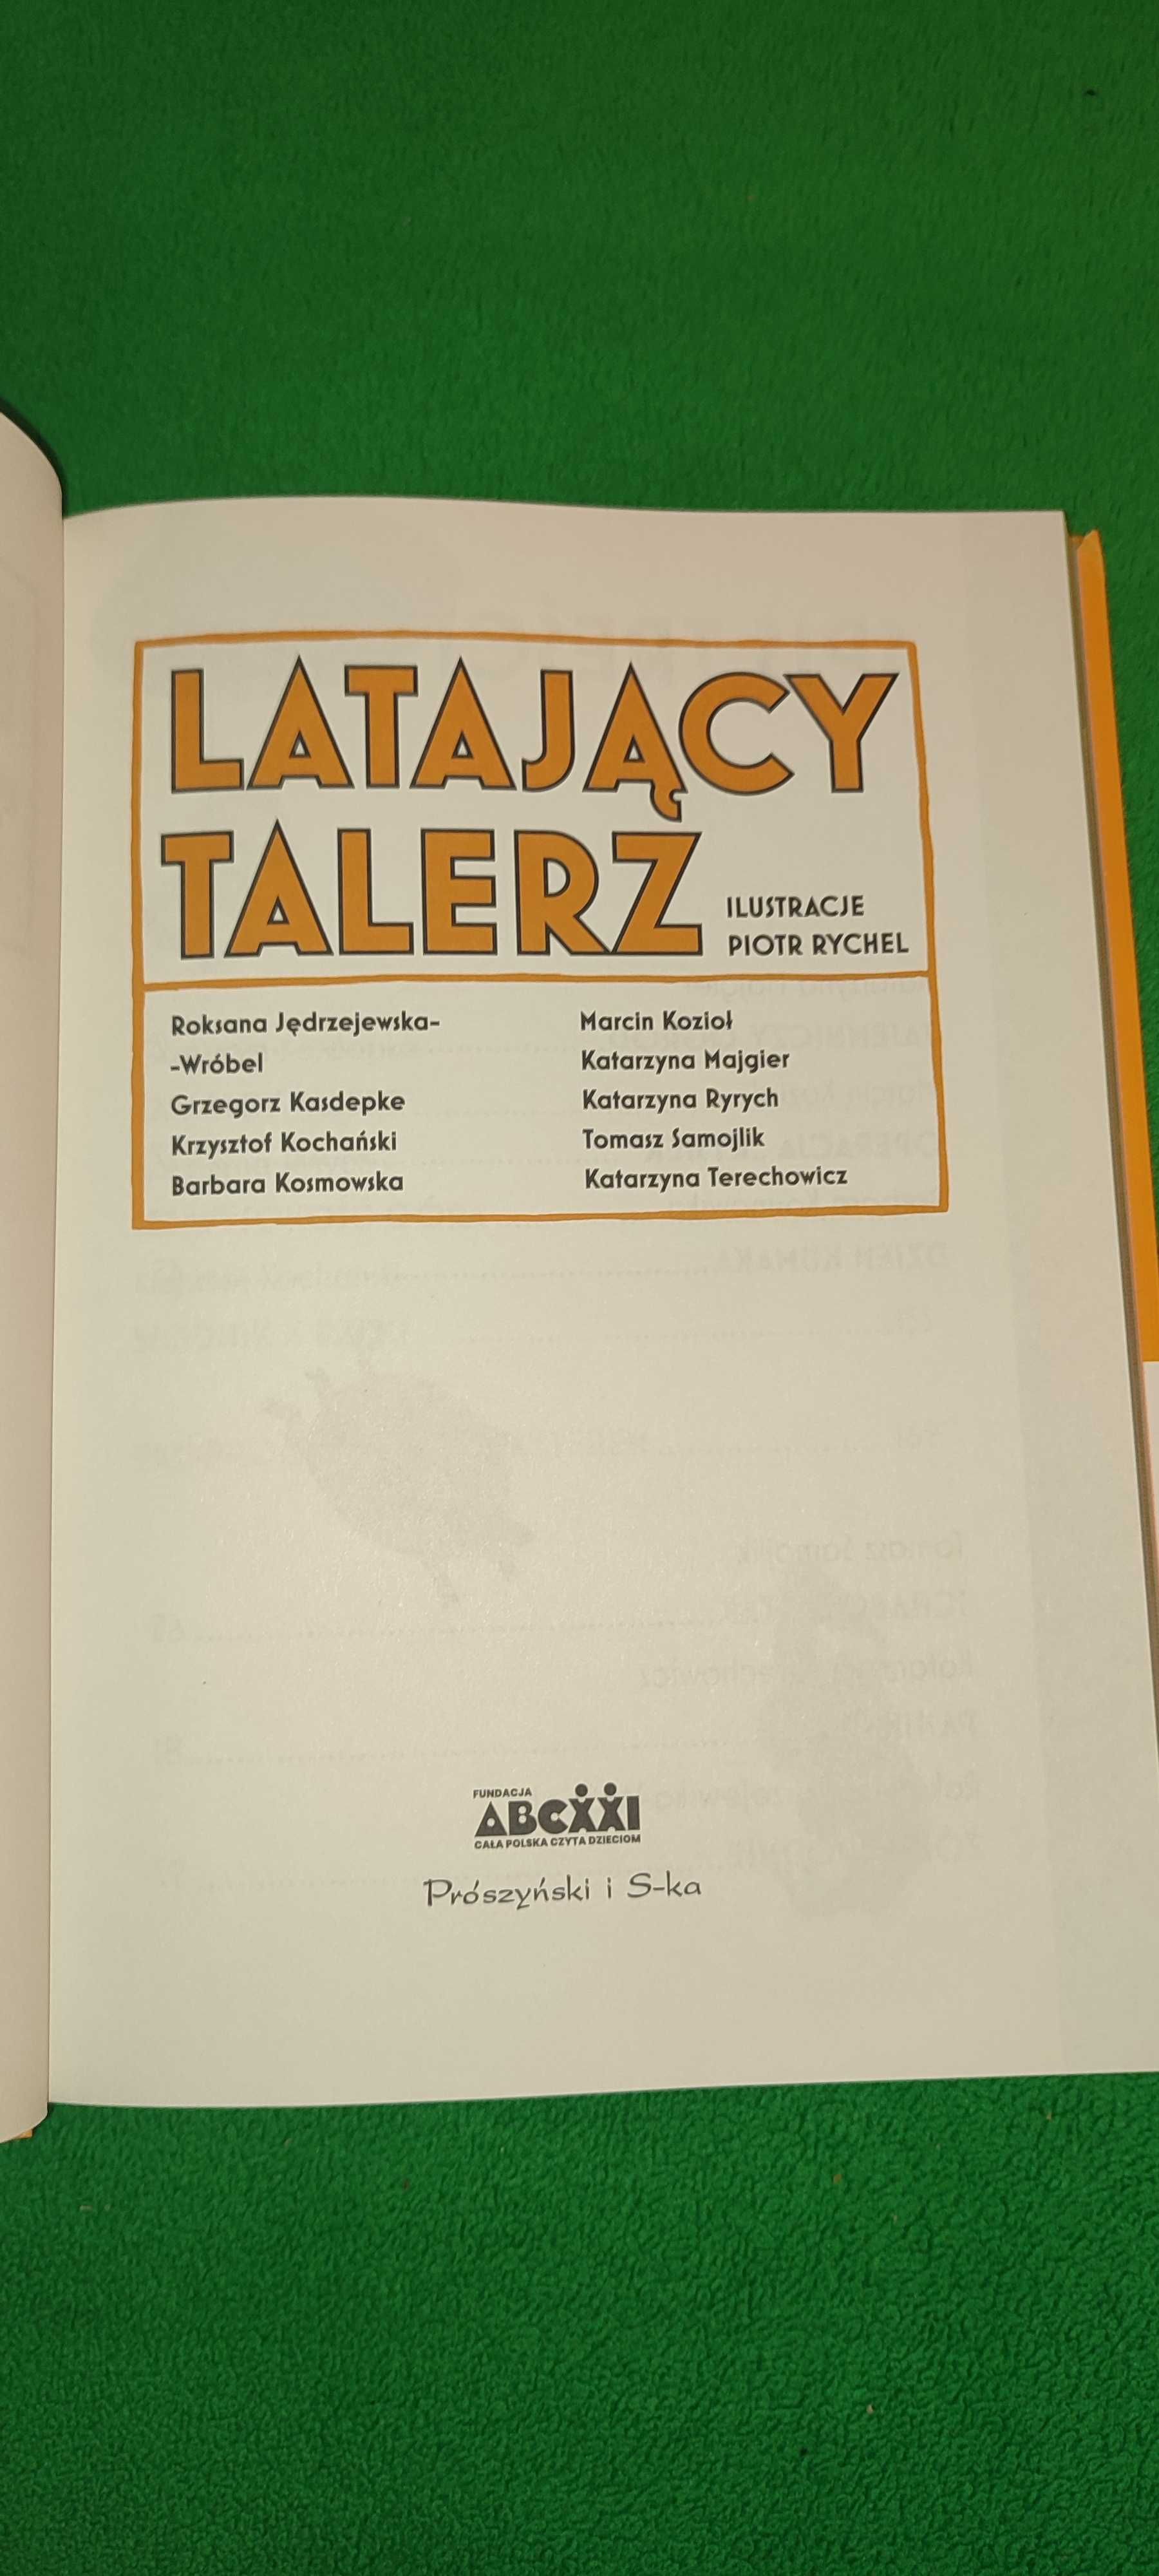 LATAJĄCY
TALERZ
ILUSTRACJE
PIOTR RYCHEL
Roksana Jędrzejewska-
-Wróbel
Grzegorz Kasdepke
Krzysztof Kochański
Barbara Kosmowska
Marcin Kozioł
Katarzyna Majgier
Katarzyna Ryrych
Tomasz Samojlik
Katarzyna Terechowicz
FUNDACJA
ABCXXI
CAŁA POLSKA CZYTA DZIECIOM
Prószyński i S-ka